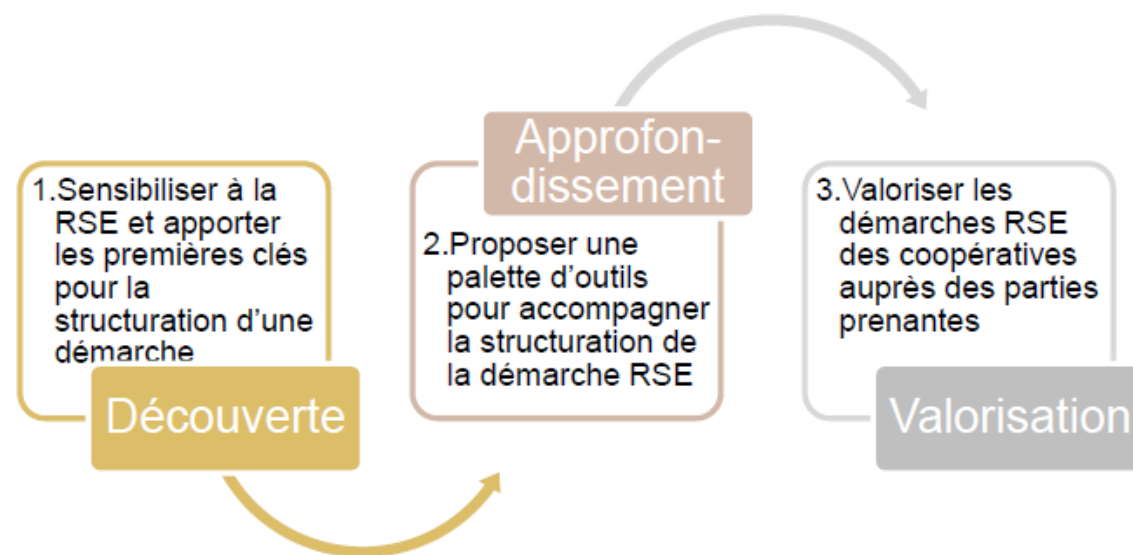 1.Sensibiliser à la
RSE et apporter
les premières clés
pour la
structuration d'une
démarche
Découverte
Approfon-
dissement
2.Proposer une
palette d'outils
pour accompagner
la structuration de
la démarche RSE
3.Valoriser les
démarches RSE
des coopératives
auprès des parties
prenantes
Valorisation